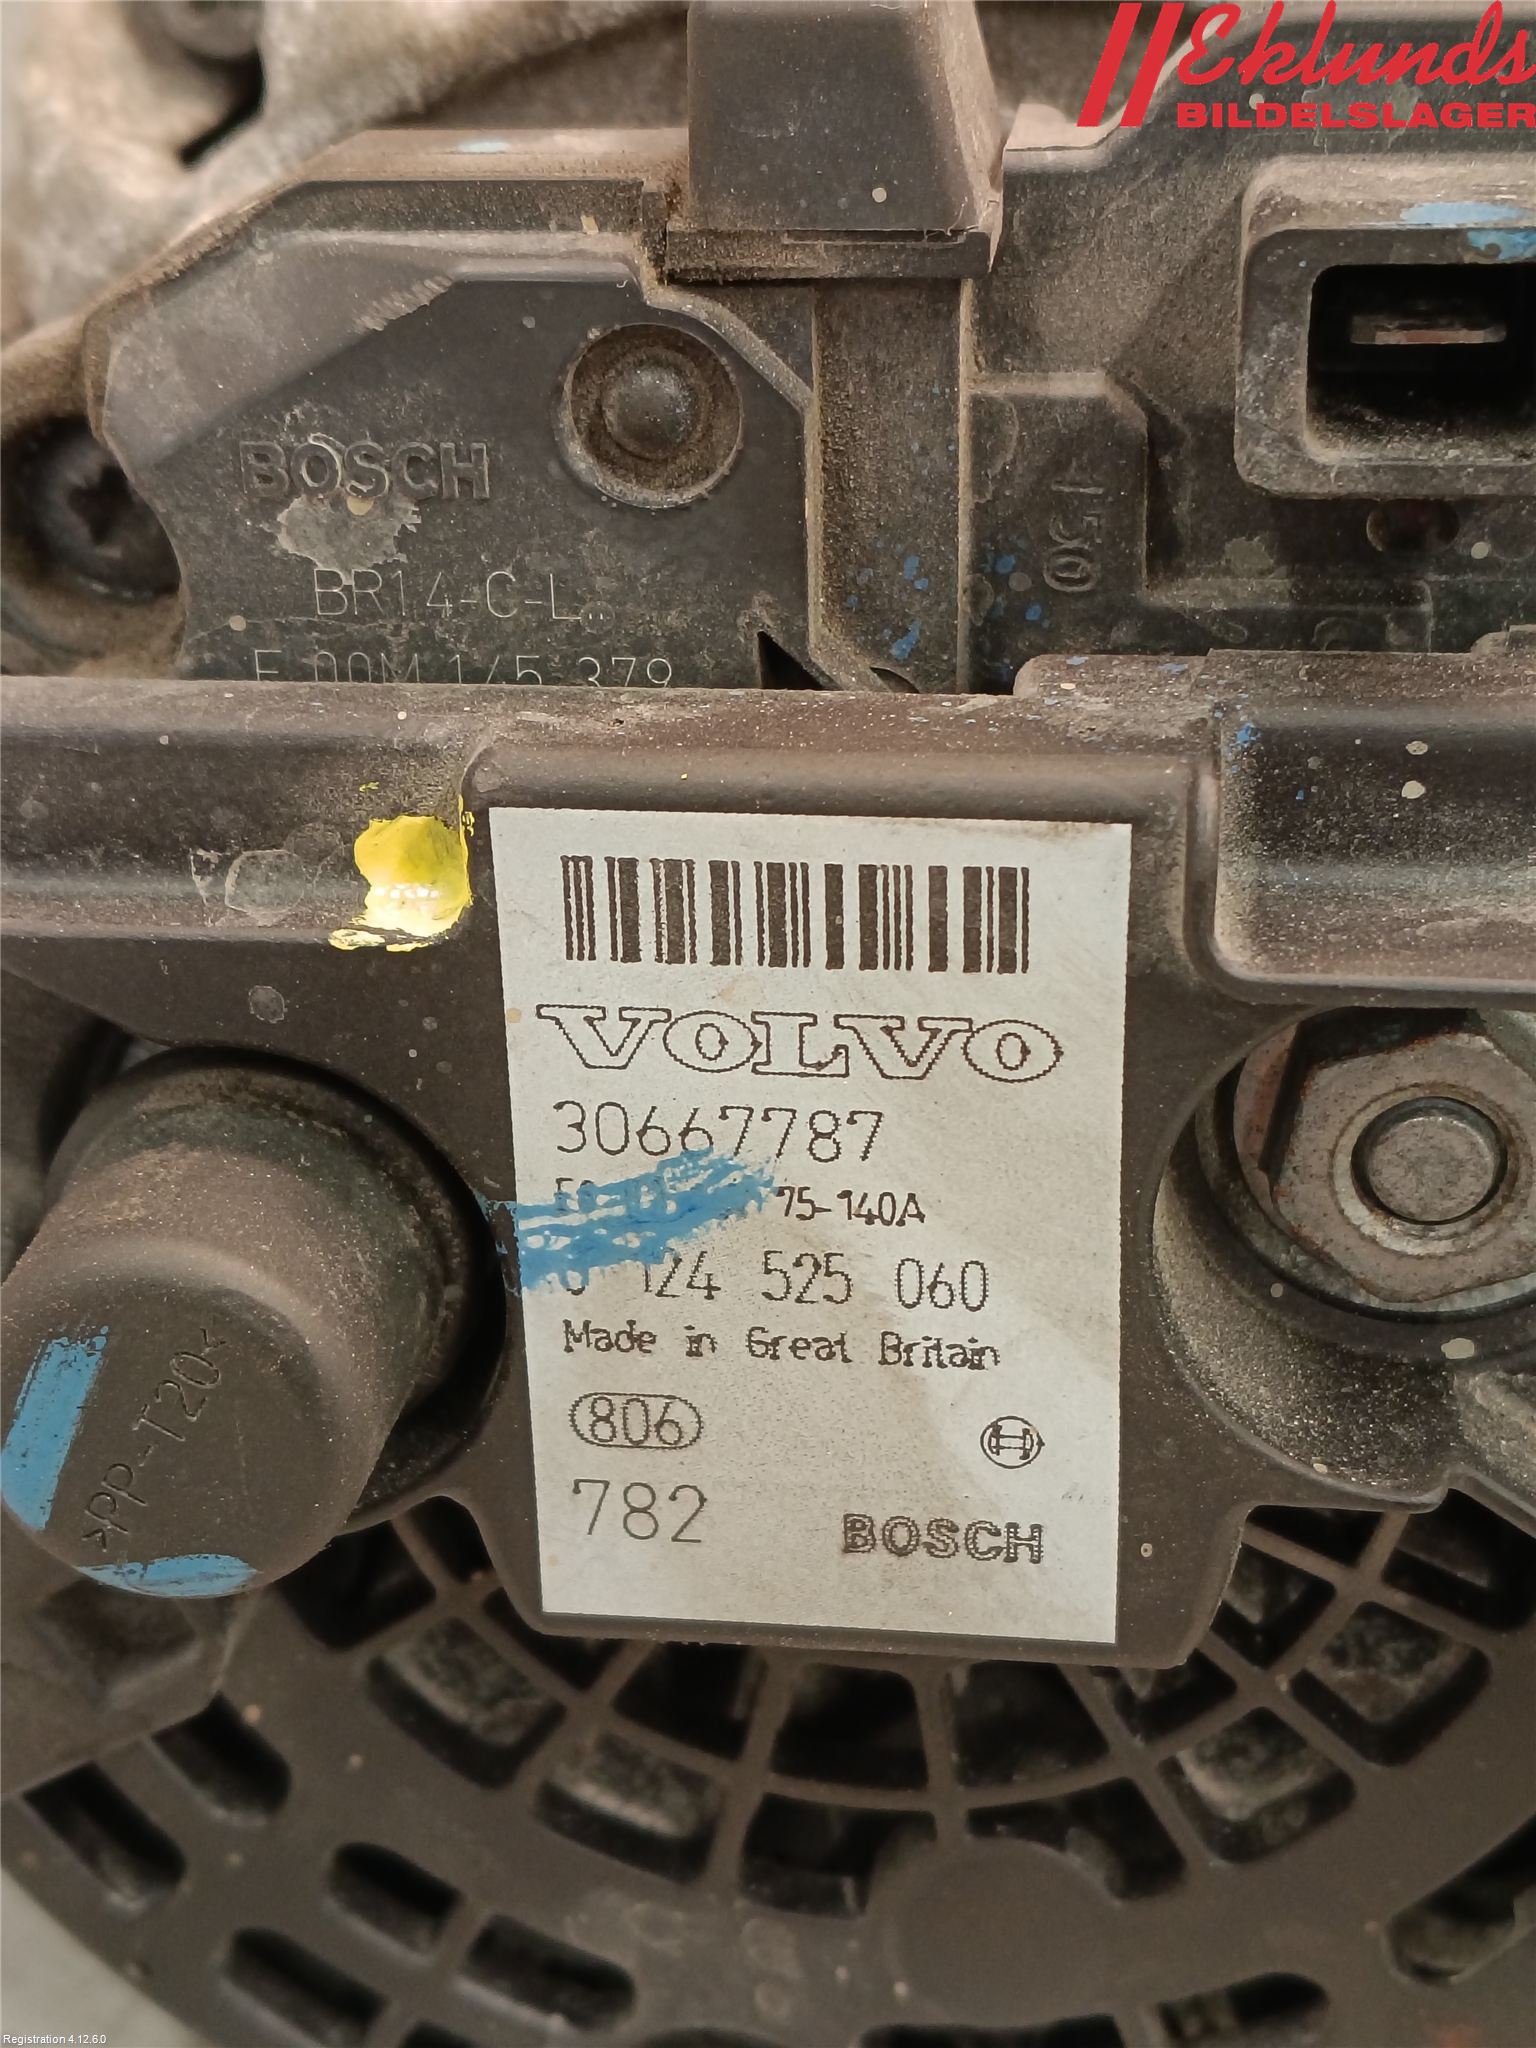 Eklunds
BILDELSLAGER
BOSCH
150
BR14-C-L
F 00M 145 379
VOLVO
30667787
75-140A
124 525 060
Made in Great Britain
806
782
BOSCH
>PP-T20<
Registration 4.12.6.0